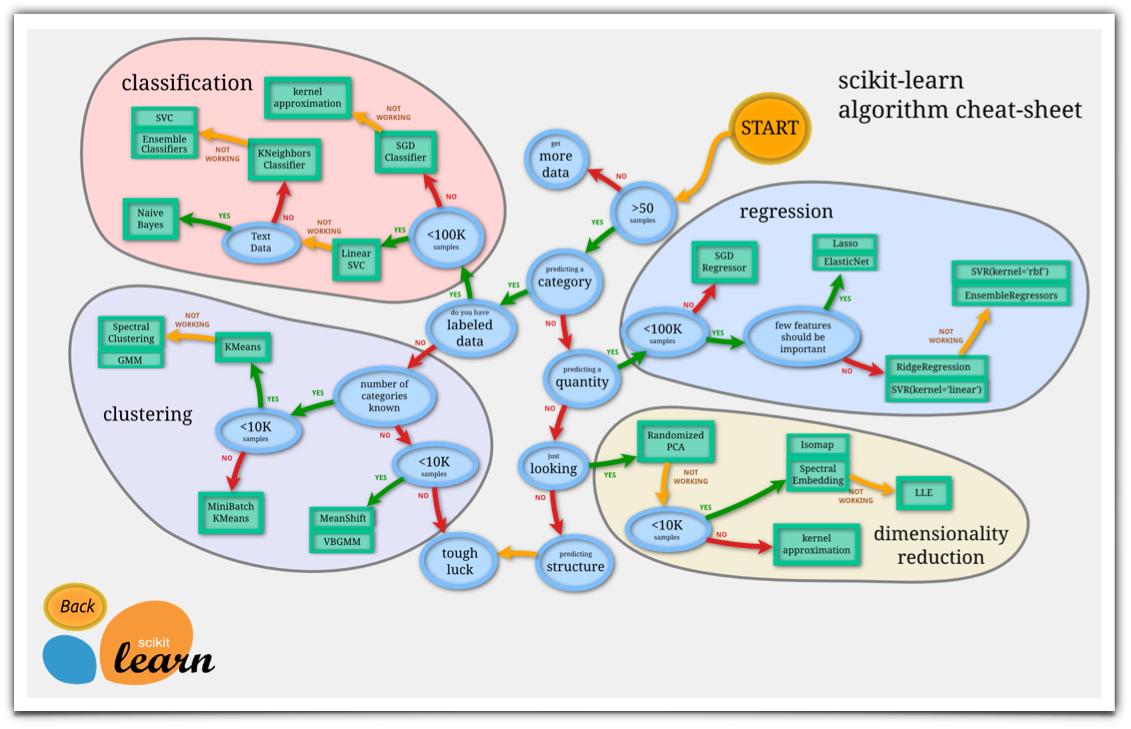 scikit-learn
algorithm cheat-sheet
START
>50
samples
NO
get
more
data
YES
predicting a
category
YES
NO
do you have
labeled
data
YES
NO
predicting a
quantity
YES
NO
just
looking
YES
NO
predicting
structure
tough
luck
classification
<100K
samples
YES
NO
Linear
SVC
NOT
WORKING
Text
Data
YES
NO
Naive
Bayes
KNeighbors
Classifier
NOT
WORKING
SVC
Ensemble
Classifiers
SGD
Classifier
NOT
WORKING
kernel
approximation
clustering
number of
categories
known
YES
NO
<10K
samples
YES
NO
KMeans
NOT
WORKING
Spectral
Clustering
GMM
MiniBatch
KMeans
<10K
samples
YES
NO
MeanShift
VBGMM
regression
<100K
samples
NO
YES
SGD
Regressor
few features
should be
important
YES
NO
Lasso
ElasticNet
RidgeRegression
SVR(kernel='linear')
NOT
WORKING
SVR(kernel='rbf')
EnsembleRegressors
dimensionality
reduction
Randomized
PCA
NOT
WORKING
<10K
samples
YES
NO
Isomap
Spectral
Embedding
NOT
WORKING
LLE
kernel
approximation
Back
scikit
learn